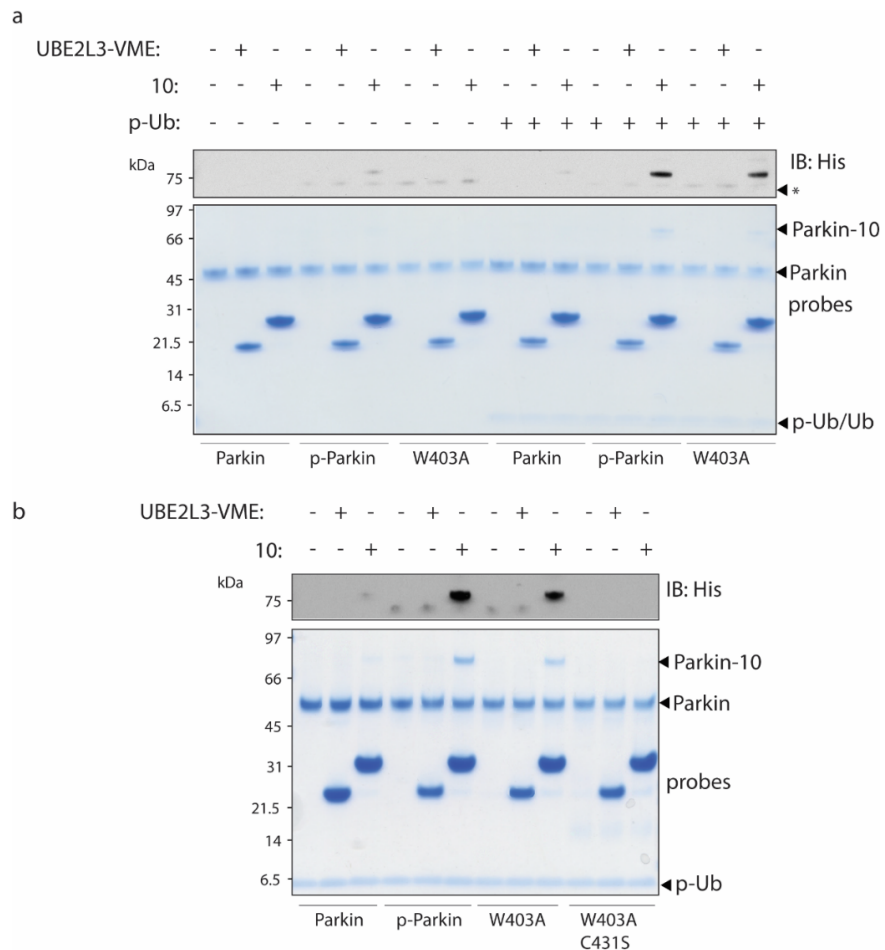 a
UBE2L3-VME: - + - - + - - + - - + - - + - - + -
10: - - + - - + - - + - - + - - + - - +
p-Ub: - - - - - - - - - + + + + + + + + +
kDa
75
IB: His
*
97
66
45
31
21.5
14
6.5
Parkin-10
Parkin
probes
p-Ub/Ub
Parkin p-Parkin W403A Parkin p-Parkin W403A
b
UBE2L3-VME: - + - - + - - + - - + -
10: - - + - - + - - + - - +
kDa
75
IB: His
97
66
45
31
21.5
14
6.5
Parkin-10
Parkin
probes
p-Ub
Parkin p-Parkin W403A W403A
C431S